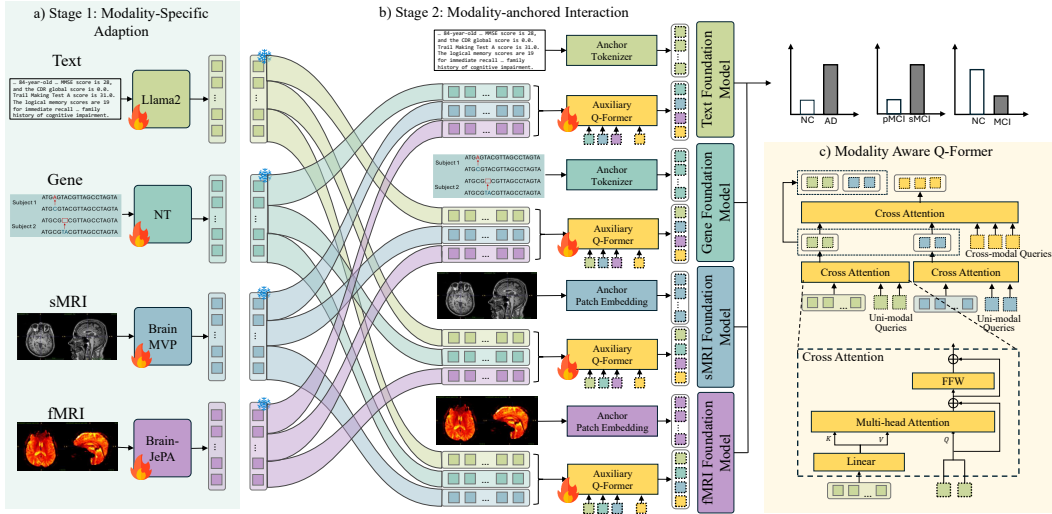 a) Stage 1: Modality-Specific
Adaption
Text
… 84-year-old … MMSE score is 28,
and the CDR global score is 0.0.
Trail Making Test A score is 31.0.
The logical memory scores are 19
for immediate recall … family
history of cognitive impairment.
Llama2
Gene
Subject 1
ATGAGTACGTTAGCCTAGTA
ATGCGTACGTTAGCCTAGTA
Subject 2
ATGCG CGTTAGCCTAGTA
ATGCGTACGTTAGCCTAGTA
NT
sMRI
Brain
MVP
fMRI
Brain-
JePA
b) Stage 2: Modality-anchored Interaction
… 84-year-old … MMSE score is 28,
and the CDR global score is 0.0.
Trail Making Test A score is 31.0.
The logical memory scores are 19
for immediate recall … family
history of cognitive impairment.
Anchor
Tokenizer
...
Auxiliary
Q-Former
Text Foundation
Model
Subject 1
ATGAGTACGTTAGCCTAGTA
ATGCGTACGTTAGCCTAGTA
Subject 2
ATGCG CGTTAGCCTAGTA
ATGCGTACGTTAGCCTAGTA
Anchor
Tokenizer
...
Auxiliary
Q-Former
Gene Foundation
Model
Anchor
Patch Embedding
...
Auxiliary
Q-Former
sMRI Foundation
Model
Anchor
Patch Embedding
...
Auxiliary
Q-Former
fMRI Foundation
Model
NC AD
pMCI sMCI
NC MCI
c) Modality Aware Q-Former
Cross Attention
Cross-modal Queries
Cross Attention
Cross Attention
...
Uni-modal
Queries
...
Uni-modal
Queries
Cross Attention
FFW
Multi-head Attention
K
V
Q
Linear
...